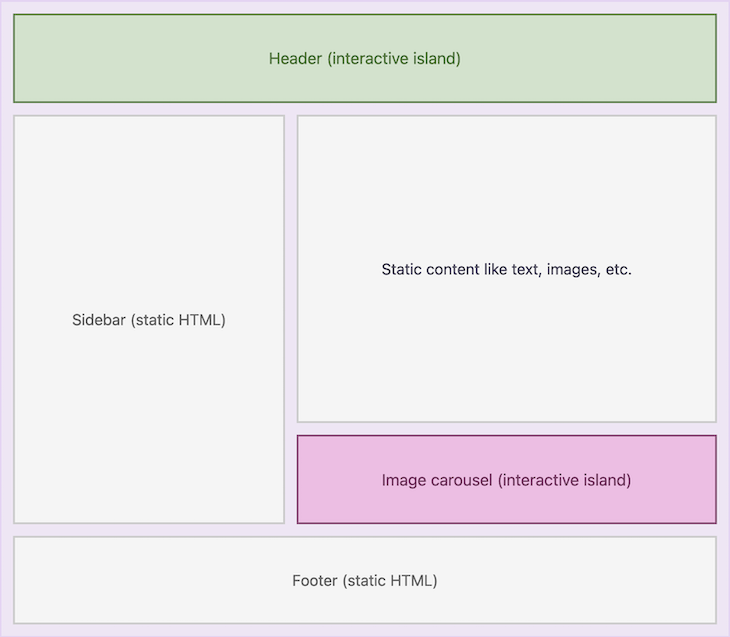 Header (interactive island)
Sidebar (static HTML)
Static content like text, images, etc.
Image carousel (interactive island)
Footer (static HTML)